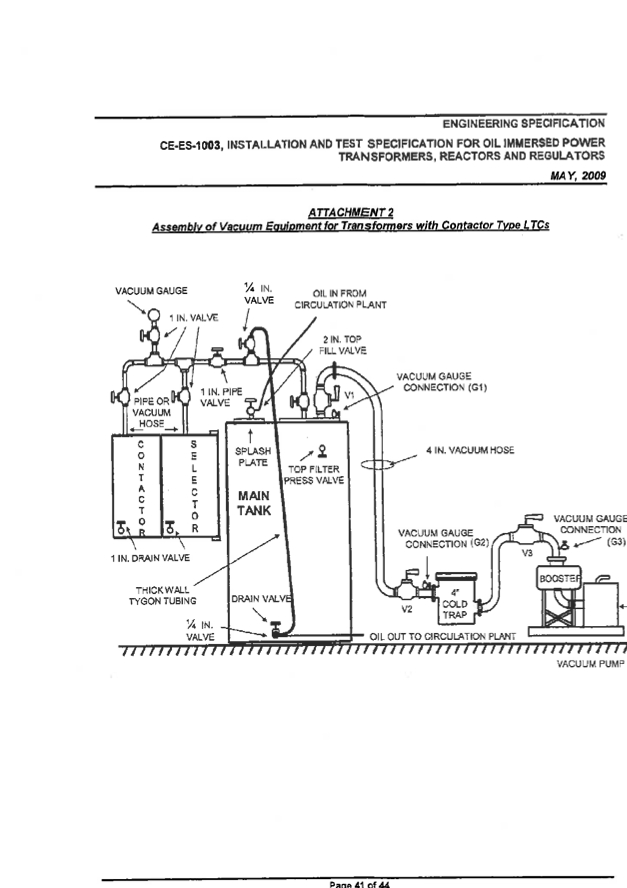 ENGINEERING SPECIFICATION
CE-ES-1003, INSTALLATION AND TEST SPECIFICATION FOR OIL IMMERSED POWER
TRANSFORMERS, REACTORS AND REGULATORS
MAY, 2009
ATTACHMENT 2
Assembly of Vacuum Equipment for Transformers with Contactor Type LTCs
VACUUM GAUGE
1 IN. VALVE
¼ IN.
VALVE
OIL IN FROM
CIRCULATION PLANT
2 IN. TOP
FILL VALVE
VACUUM GAUGE
CONNECTION (G1)
V1
PIPE OR
VACUUM
HOSE
1 IN. PIPE
VALVE
CONTACTOR
SELECTOR
SPLASH
PLATE
TOP FILTER
PRESS VALVE
4 IN. VACUUM HOSE
MAIN
TANK
1 IN. DRAIN VALVE
VACUUM GAUGE
CONNECTION (G2)
V3
VACUUM GAUGE
CONNECTION
(G3)
THICK WALL
TYGON TUBING
DRAIN VALVE
V2
4"
COLD
TRAP
BOOSTER
¼ IN.
VALVE
OIL OUT TO CIRCULATION PLANT
VACUUM PUMP
Page 41 of 44